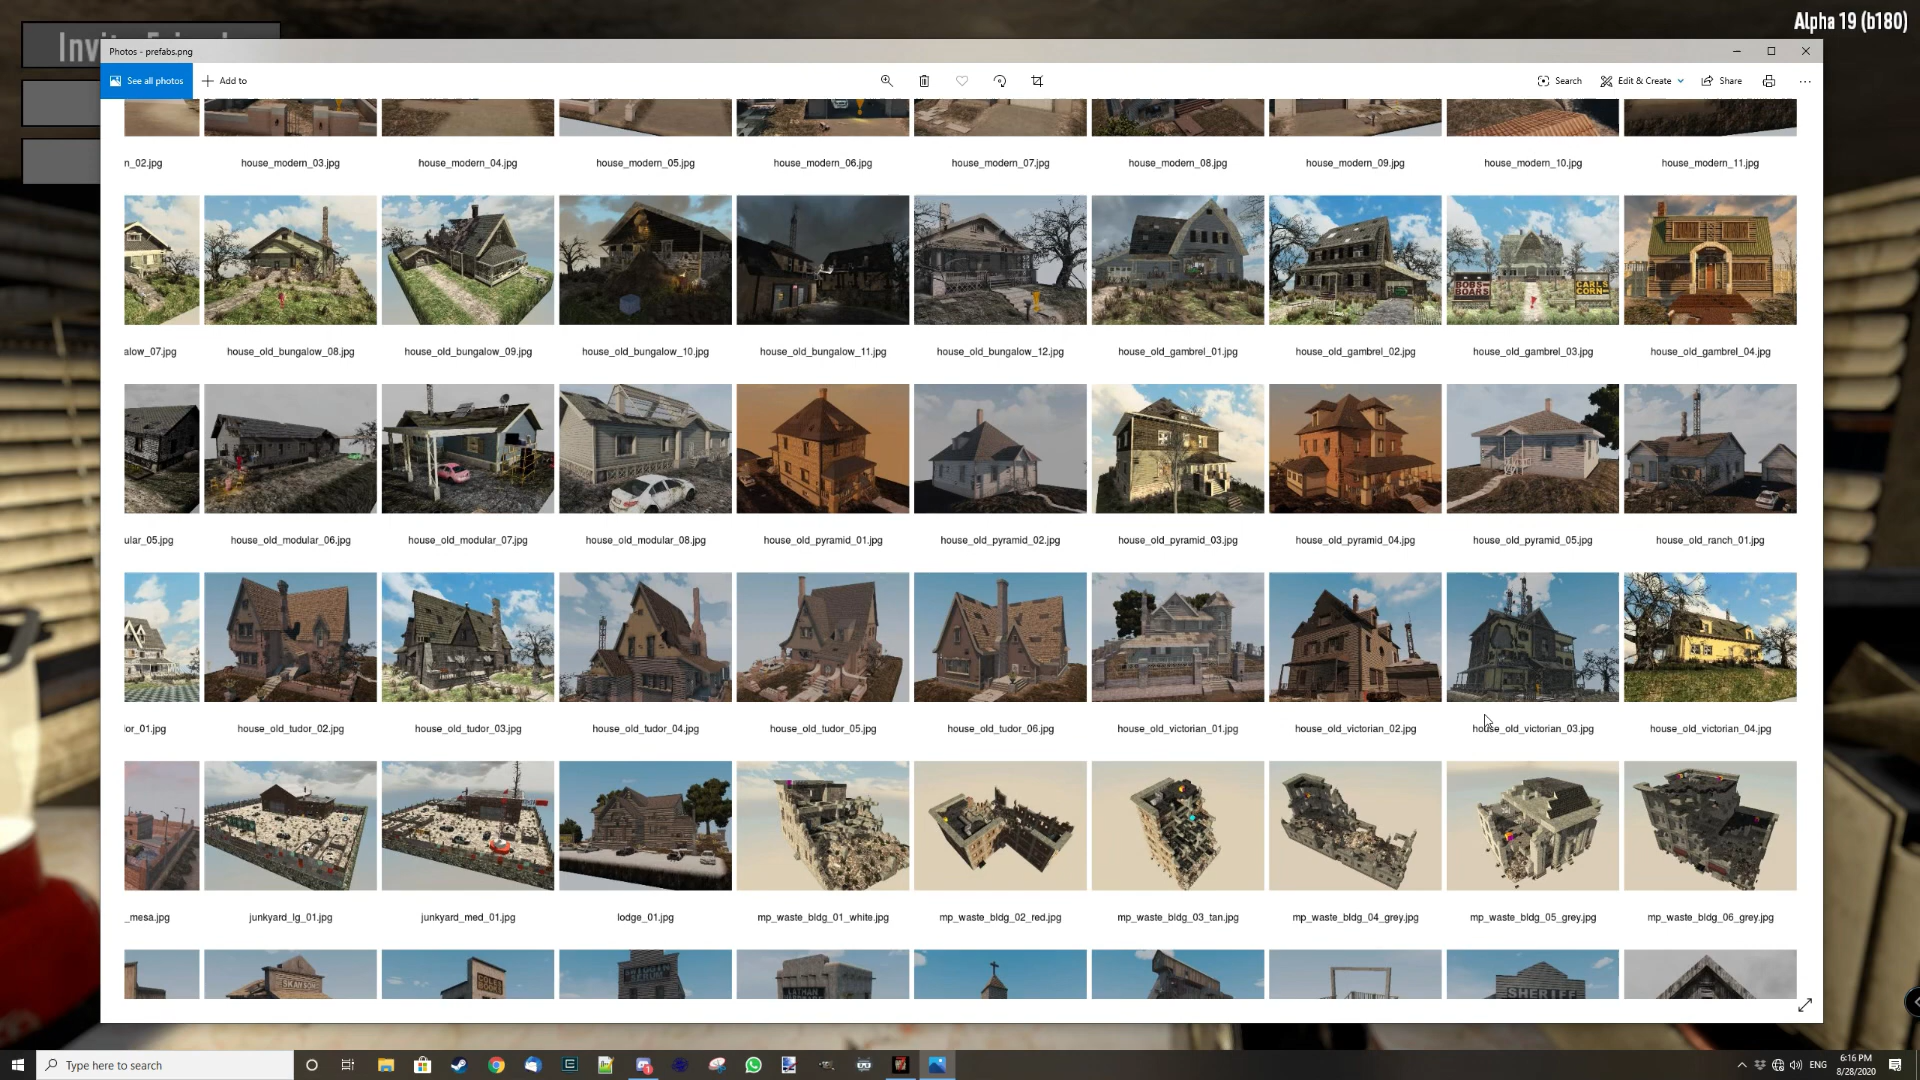 Alpha 19 (b180)
Photos - prefabs.png
See all photos
Add to
Search
Edit & Create
Share
n_02.jpg house_modern_03.jpg house_modern_04.jpg house_modern_05.jpg house_modern_06.jpg house_modern_07.jpg house_modern_08.jpg house_modern_09.jpg house_modern_10.jpg house_modern_11.jpg
BOBS BOARS
CARLS CORN
alow_07.jpg house_old_bungalow_08.jpg house_old_bungalow_09.jpg house_old_bungalow_10.jpg house_old_bungalow_11.jpg house_old_bungalow_12.jpg house_old_gambrel_01.jpg house_old_gambrel_02.jpg house_old_gambrel_03.jpg house_old_gambrel_04.jpg
ular_05.jpg house_old_modular_06.jpg house_old_modular_07.jpg house_old_modular_08.jpg house_old_pyramid_01.jpg house_old_pyramid_02.jpg house_old_pyramid_03.jpg house_old_pyramid_04.jpg house_old_pyramid_05.jpg house_old_ranch_01.jpg
or_01.jpg house_old_tudor_02.jpg house_old_tudor_03.jpg house_old_tudor_04.jpg house_old_tudor_05.jpg house_old_tudor_06.jpg house_old_victorian_01.jpg house_old_victorian_02.jpg house_old_victorian_03.jpg house_old_victorian_04.jpg
_mesa.jpg junkyard_lg_01.jpg junkyard_med_01.jpg lodge_01.jpg mp_waste_bldg_01_white.jpg mp_waste_bldg_02_red.jpg mp_waste_bldg_03_tan.jpg mp_waste_bldg_04_grey.jpg mp_waste_bldg_05_grey.jpg mp_waste_bldg_06_grey.jpg
SHERIFF
Type here to search
ENG
6:16 PM
8/28/2020